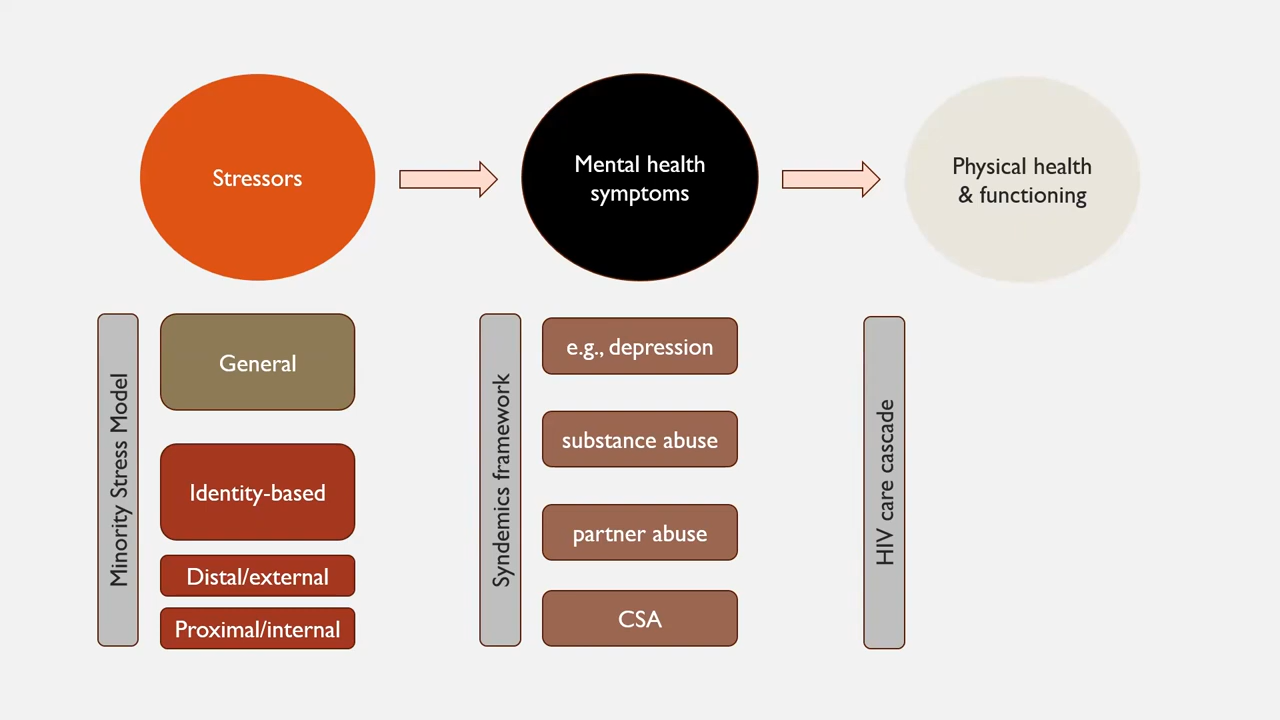 Stressors
Mental health
symptoms
Physical health
& functioning
Minority Stress Model
General
Identity-based
Distal/external
Proximal/internal
Syndemics framework
e.g., depression
substance abuse
partner abuse
CSA
HIV care cascade